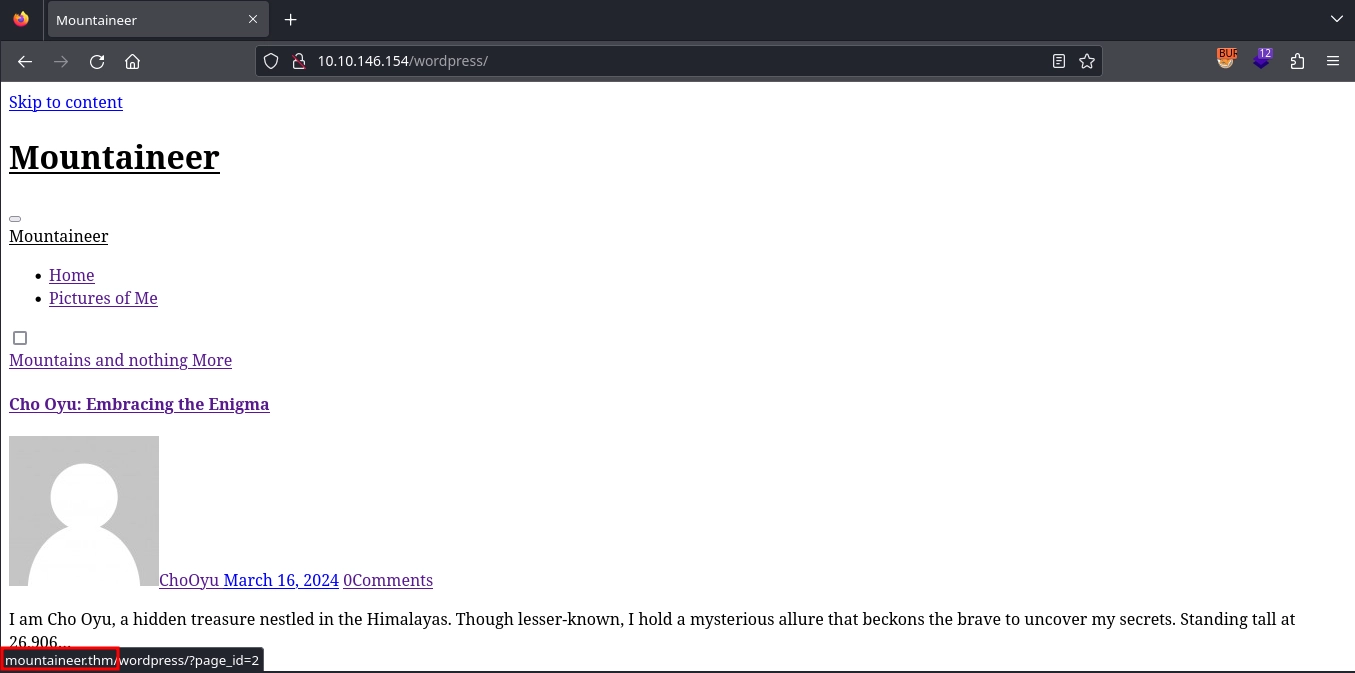 Mountaineer
10.10.146.154/wordpress/
BUR
12
Skip to content
Mountaineer
Mountaineer
Home
Pictures of Me
Mountains and nothing More
Cho Oyu: Embracing the Enigma
ChoOyu March 16, 2024 0Comments
I am Cho Oyu, a hidden treasure nestled in the Himalayas. Though lesser-known, I hold a mysterious allure that beckons the brave to uncover my secrets. Standing tall at
26,906…
mountaineer.thm/wordpress/?page_id=2